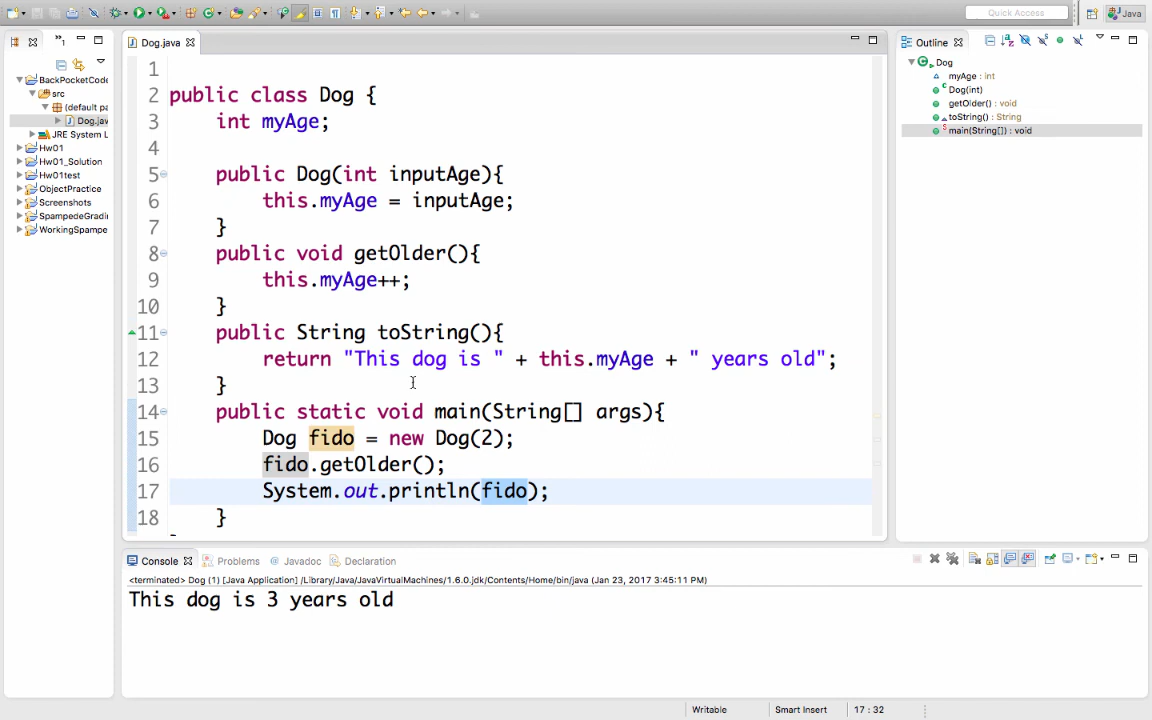 Quick Access
Java
»1
BackPocketCode
src
(default pa
Dog.jav
JRE System L
Hw01
Hw01_Solution
Hw01test
ObjectPractice
Screenshots
SpampedeGradi
WorkingSpampe
Dog.java
1
2 public class Dog {
3 int myAge;
4
5 public Dog(int inputAge){
6 this.myAge = inputAge;
7 }
8 public void getOlder(){
9 this.myAge++;
10 }
11 public String toString(){
12 return "This dog is " + this.myAge + " years old";
13 }
14 public static void main(String[] args){
15 Dog fido = new Dog(2);
16 fido.getOlder();
17 System.out.println(fido);
18 }
Outline
Dog
myAge : int
Dog(int)
getOlder() : void
toString() : String
main(String[]) : void
Console Problems @ Javadoc Declaration
<terminated> Dog (1) [Java Application] /Library/Java/JavaVirtualMachines/1.6.0.jdk/Contents/Home/bin/java (Jan 23, 2017 3:45:11 PM)
This dog is 3 years old
Writable Smart Insert 17 : 32